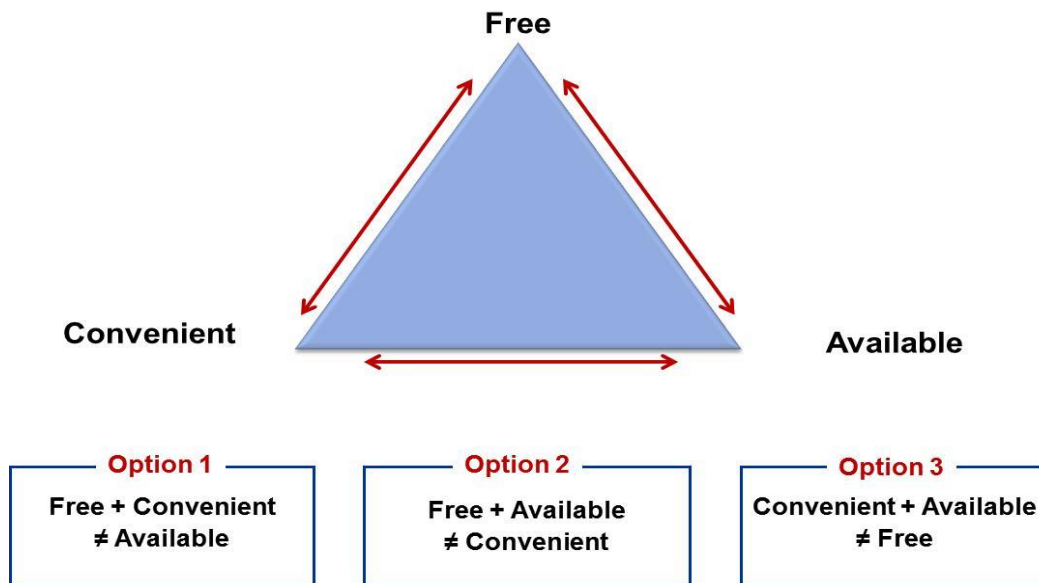 Free
Convenient
Available
Option 1
Free + Convenient
≠ Available
Option 2
Free + Available
≠ Convenient
Option 3
Convenient + Available
≠ Free